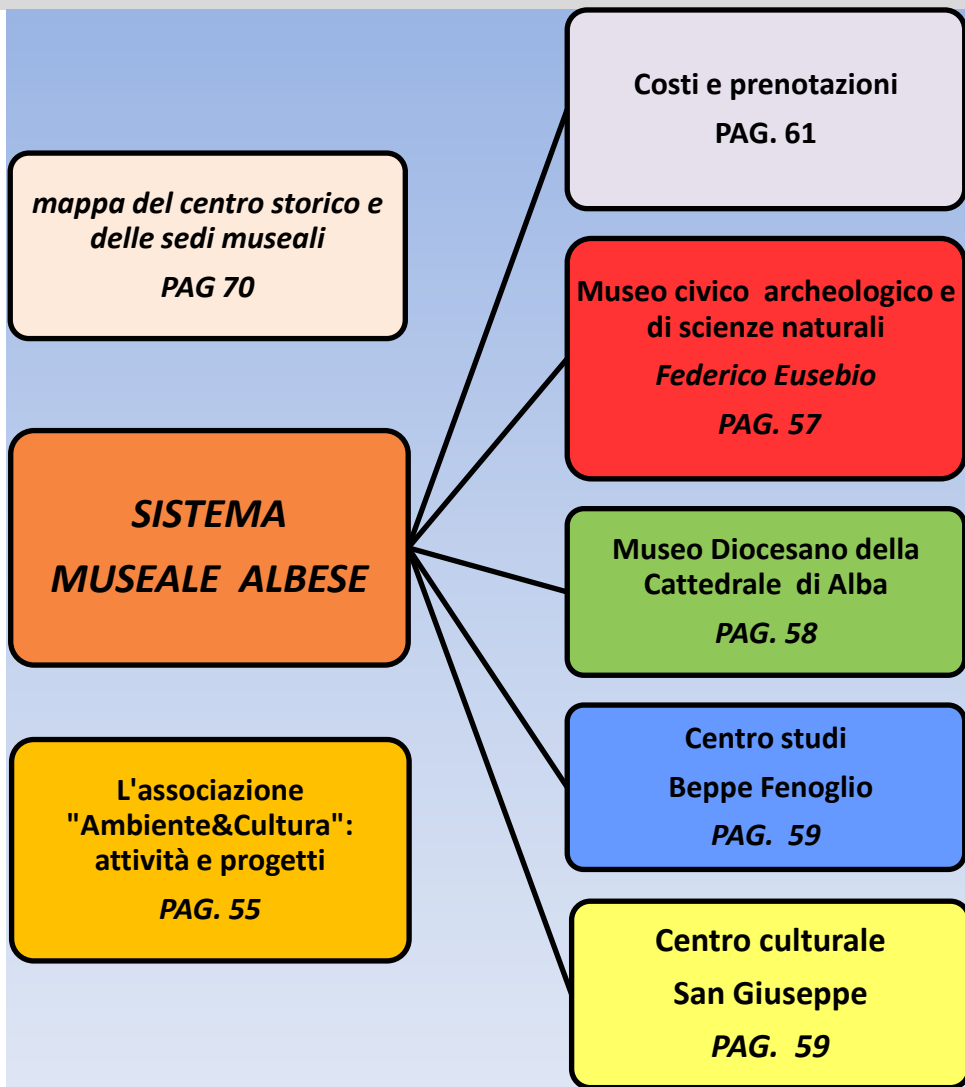 mappa del centro storico e
delle sedi museali
PAG 70
SISTEMA
MUSEALE ALBESE
L'associazione
"Ambiente&Cultura":
attività e progetti
PAG. 55
Costi e prenotazioni
PAG. 61
Museo civico archeologico e
di scienze naturali
Federico Eusebio
PAG. 57
Museo Diocesano della
Cattedrale di Alba
PAG. 58
Centro studi
Beppe Fenoglio
PAG. 59
Centro culturale
San Giuseppe
PAG. 59